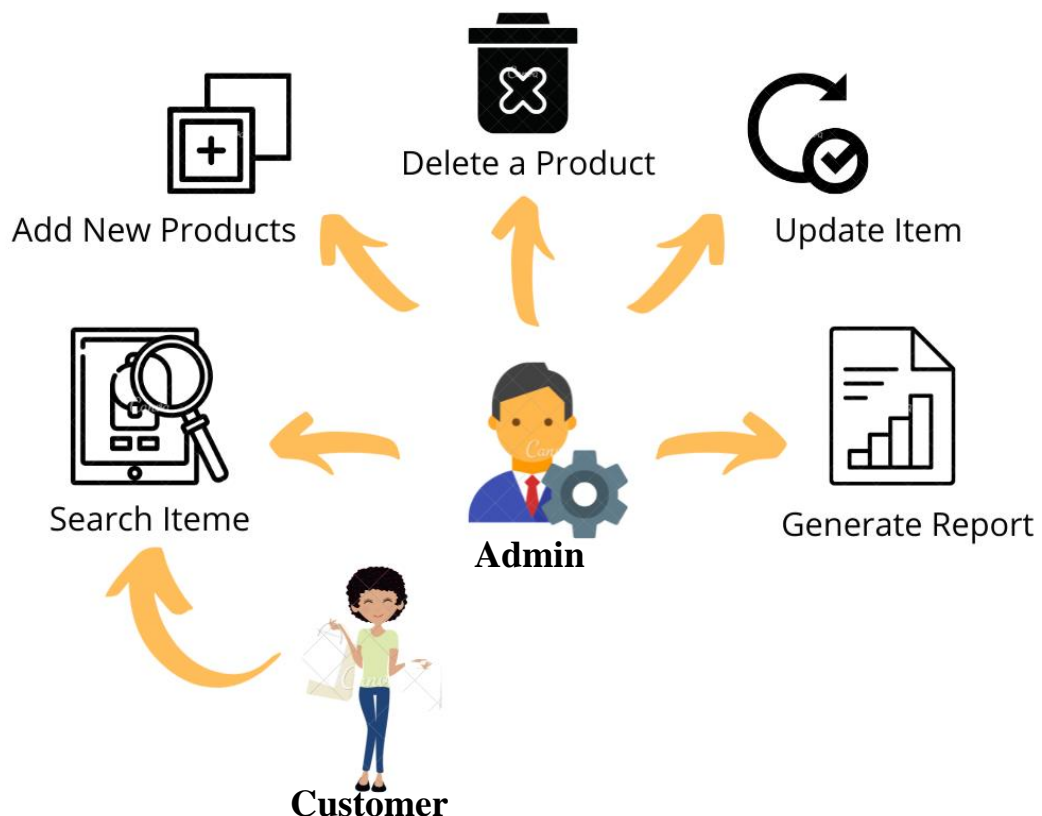 Delete a Product
Add New Products
Update Item
Search Iteme
Generate Report
Admin
Customer